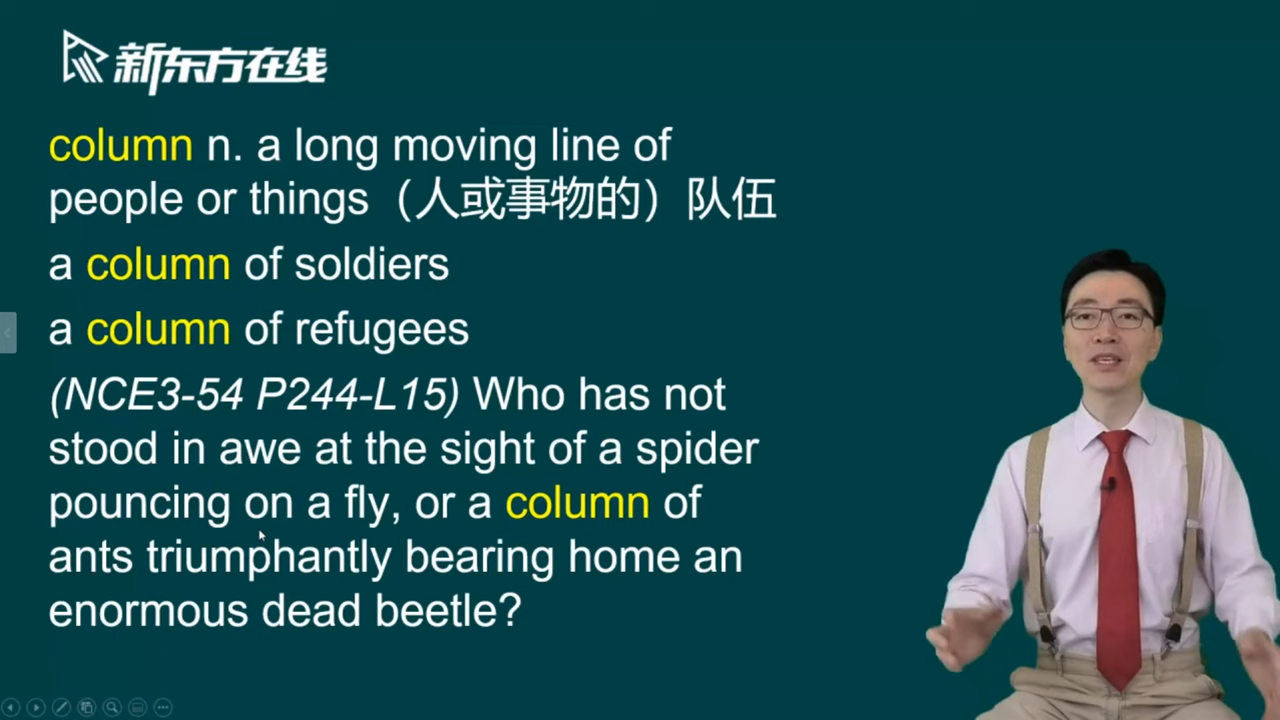 新东方在线
column n. a long moving line of
people or things（人或事物的）队伍
a column of soldiers
a column of refugees
(NCE3-54 P244-L15) Who has not
stood in awe at the sight of a spider
pouncing on a fly, or a column of
ants triumphantly bearing home an
enormous dead beetle?